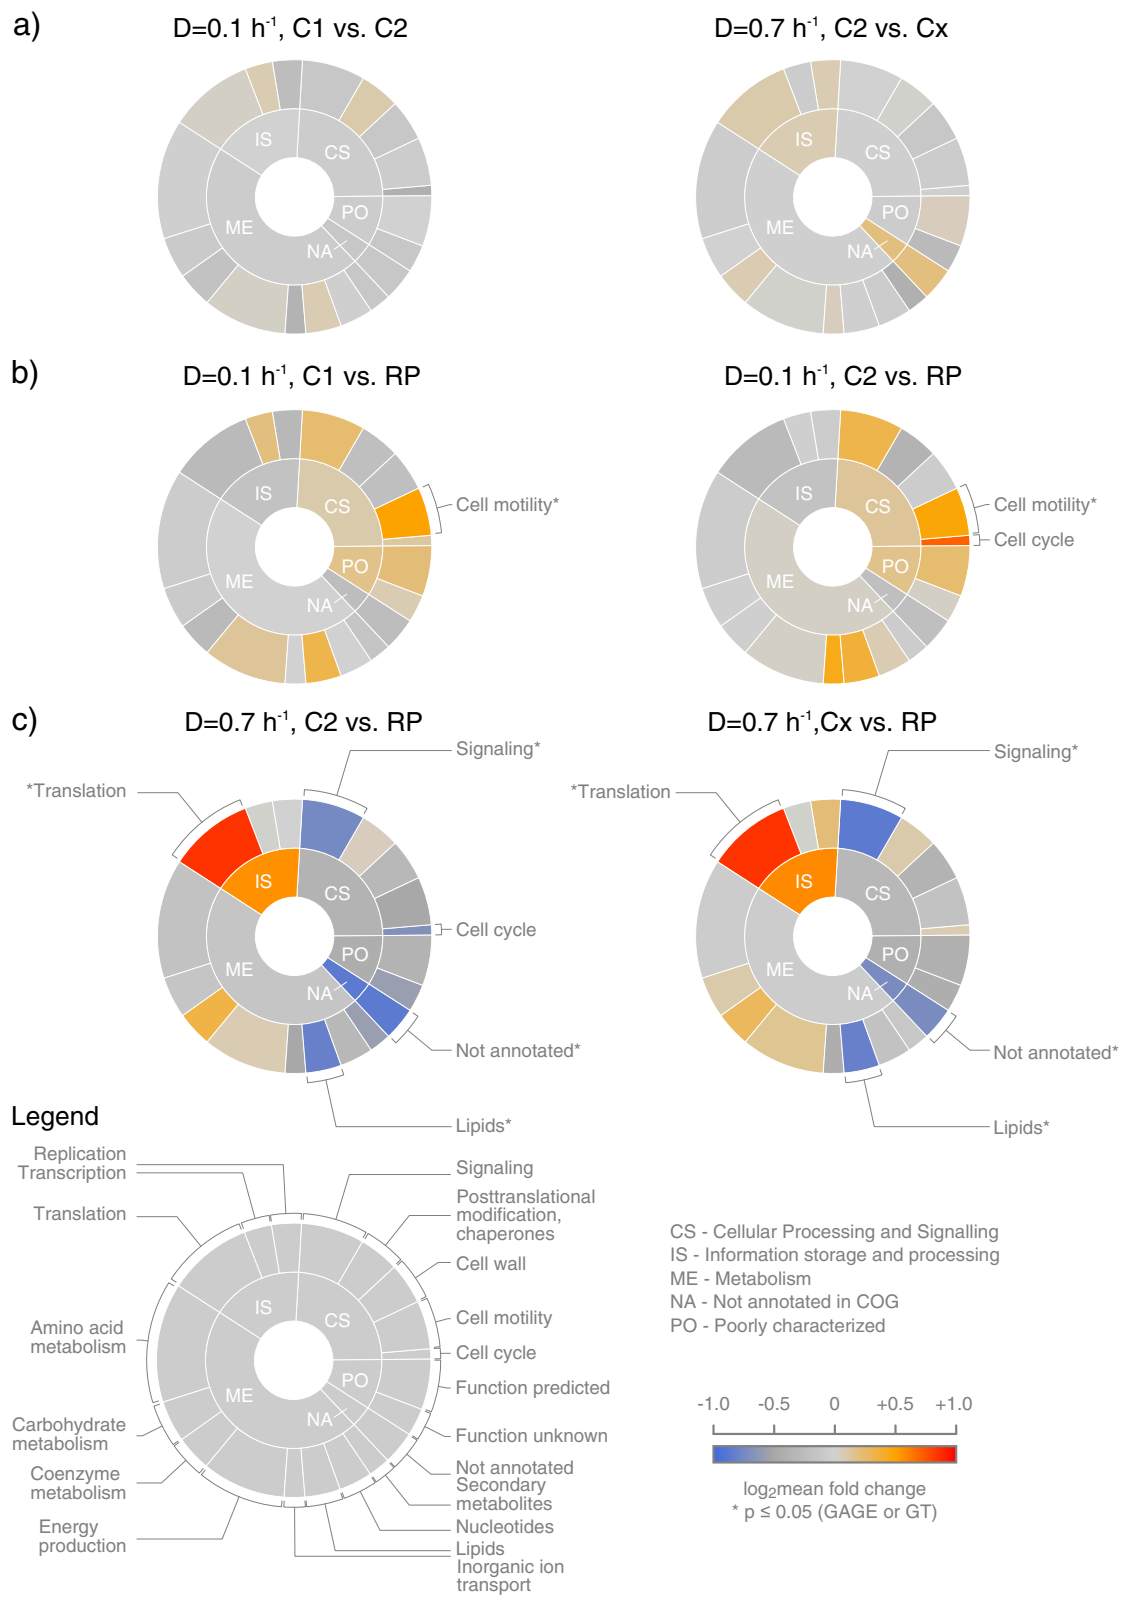 a)
D=0.1 h-1, C1 vs. C2
D=0.7 h-1, C2 vs. Cx
IS
CS
ME
PO
NA
IS
CS
ME
PO
NA
b)
D=0.1 h-1, C1 vs. RP
D=0.1 h-1, C2 vs. RP
IS
CS
ME
PO
NA
Cell motility*
IS
CS
ME
PO
NA
Cell motility*
Cell cycle
c)
D=0.7 h-1, C2 vs. RP
D=0.7 h-1,Cx vs. RP
Signaling*
*Translation
IS
CS
ME
PO
NA
Cell cycle
Not annotated*
Lipids*
Signaling*
*Translation
IS
CS
ME
PO
NA
Not annotated*
Lipids*
Legend
Replication
Transcription
Translation
Amino acid
metabolism
Carbohydrate
metabolism
Coenzyme
metabolism
Energy
production
IS
CS
ME
PO
NA
Signaling
Posttranslational
modification,
chaperones
Cell wall
Cell motility
Cell cycle
Function predicted
Function unknown
Not annotated
Secondary
metabolites
Nucleotides
Lipids
Inorganic ion
transport
CS - Cellular Processing and Signalling
IS - Information storage and processing
ME - Metabolism
NA - Not annotated in COG
PO - Poorly characterized
-1.0 -0.5 0 +0.5 +1.0
log2mean fold change
* p ≤ 0.05 (GAGE or GT)